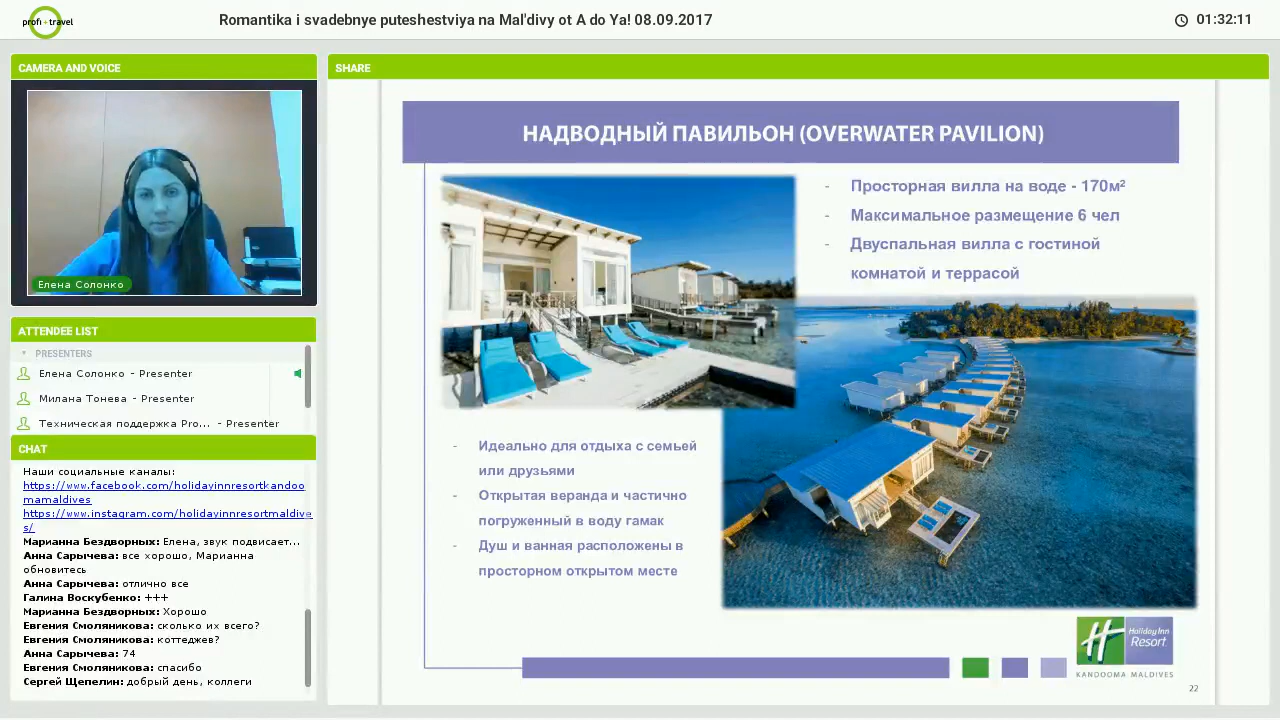 profi travel
Romantika i svadebnye puteshestviya na Mal'divy ot A do Ya! 08.09.2017
01:32:11
CAMERA AND VOICE
Елена Солонко
ATTENDEE LIST
PRESENTERS
Елена Солонко - Presenter
Милана Тонева - Presenter
Техническая поддержка Pro... - Presenter
CHAT
Наши социальные каналы:
https://www.facebook.com/holidayinnresortkandoo
mamaldives
https://www.instagram.com/holidayinnresortmaldive
s/
Марианна Бездворных: Елена, звук подвисает...
Анна Сарычева: все хорошо, Марианна
обновитесь
Анна Сарычева: отлично все
Галина Воскубенко: +++
Марианна Бездворных: Хорошо
Евгения Смоляникова: сколько их всего?
Евгения Смоляникова: коттеджев?
Анна Сарычева: 74
Евгения Смоляникова: спасибо
Сергей Щепелин: добрый день, коллеги
SHARE
НАДВОДНЫЙ ПАВИЛЬОН (OVERWATER PAVILION)
- Просторная вилла на воде - 170м²
- Максимальное размещение 6 чел
- Двуспальная вилла с гостиной
комнатой и террасой
- Идеально для отдыха с семьей
или друзьями
- Открытая веранда и частично
погруженный в воду гамак
- Душ и ванная расположены в
просторном открытом месте
H
Holiday Inn
Resort
KANDOOMA MALDIVES
22